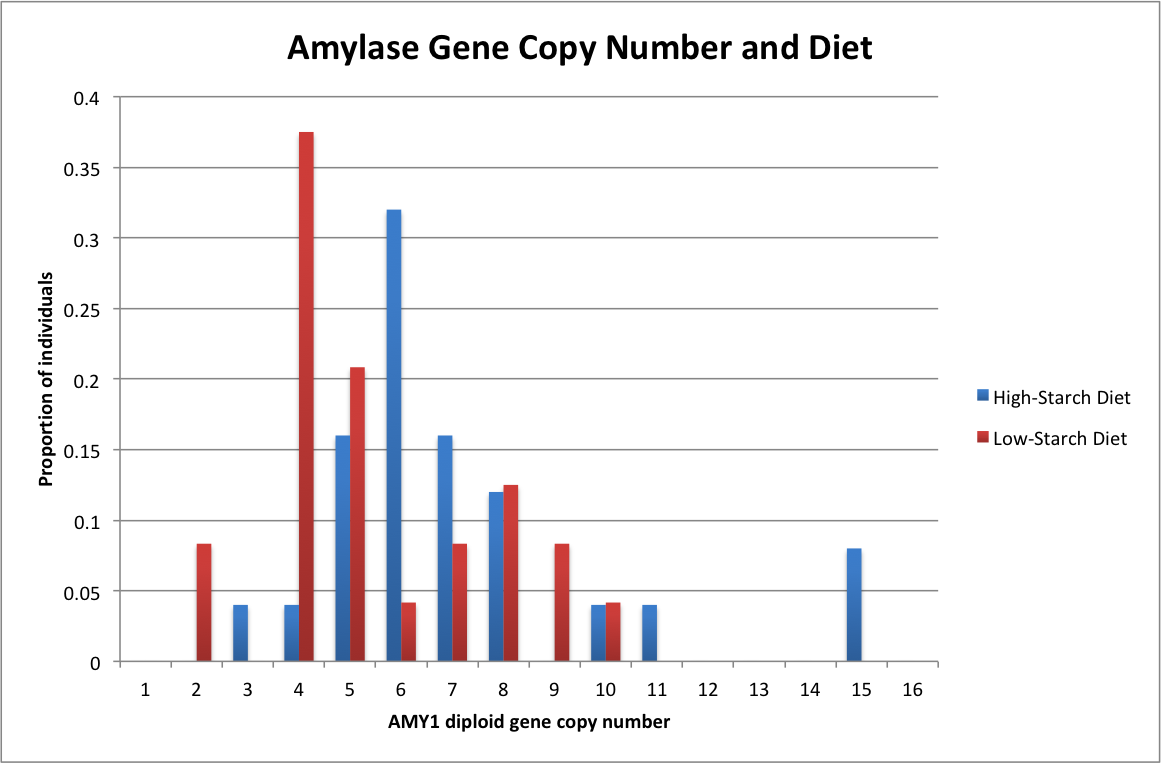 Amylase Gene Copy Number and Diet
0.4
0.35
0.3
0.25
0.2
0.15
0.1
0.05
0
Proportion of individuals
1 2 3 4 5 6 7 8 9 10 11 12 13 14 15 16
AMY1 diploid gene copy number
High-Starch Diet
Low-Starch Diet